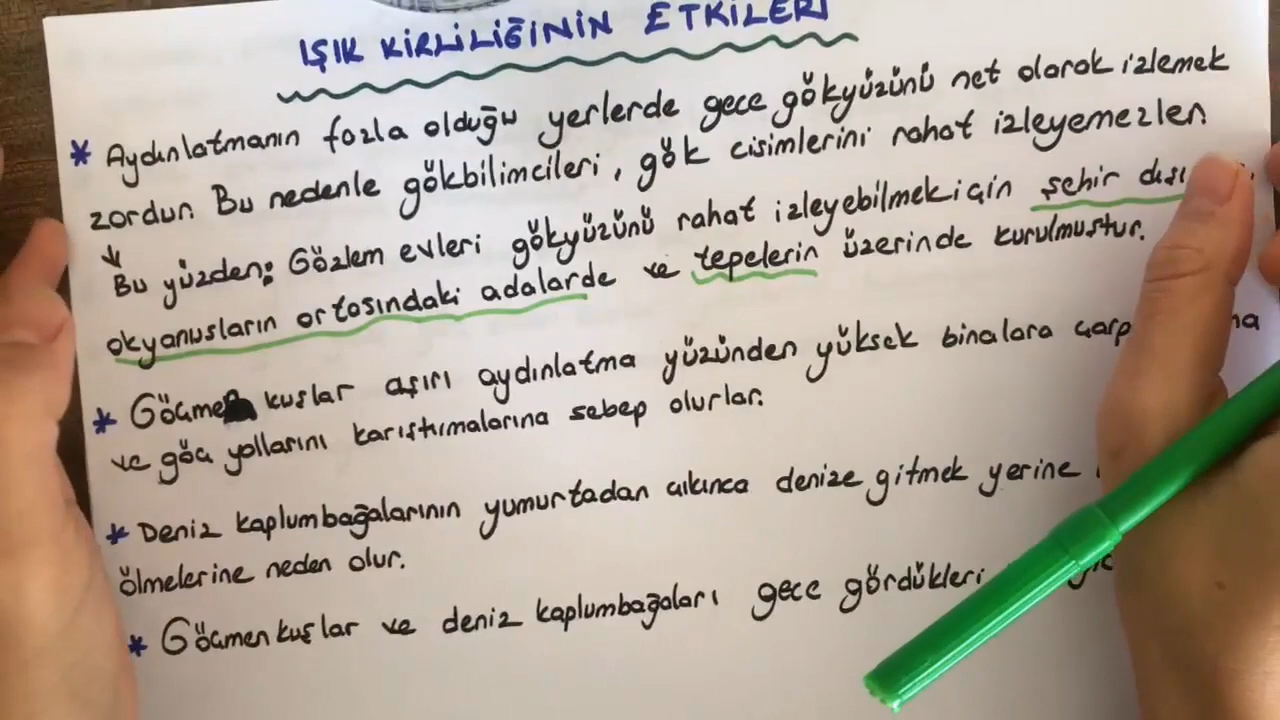 IŞIK KİRLİLİĞİNİN ETKİLERİ
* Aydınlatmanın fazla olduğu yerlerde gece gökyüzünü net olarak izlemek
zordur. Bu nedenle gökbilimcileri, gök cisimlerini rahat izleyemezler.
Bu yüzden; Gözlem evleri gökyüzünü rahat izleyebilmek için şehir dışı
okyanusların ortasındaki adalarde ve tepelerin üzerinde kurulmuştur.
* Göçmen kuşlar aşırı aydınlatma yüzünden yüksek binalara
ve göç yollarını karıştırmalarına sebep olurlar.
* Deniz kaplumbağalarının yumurtadan çıkınca denize gitmek yerine
ölmelerine neden olur.
* Göçmen kuşlar ve deniz kaplumbağaları gece gördükleri